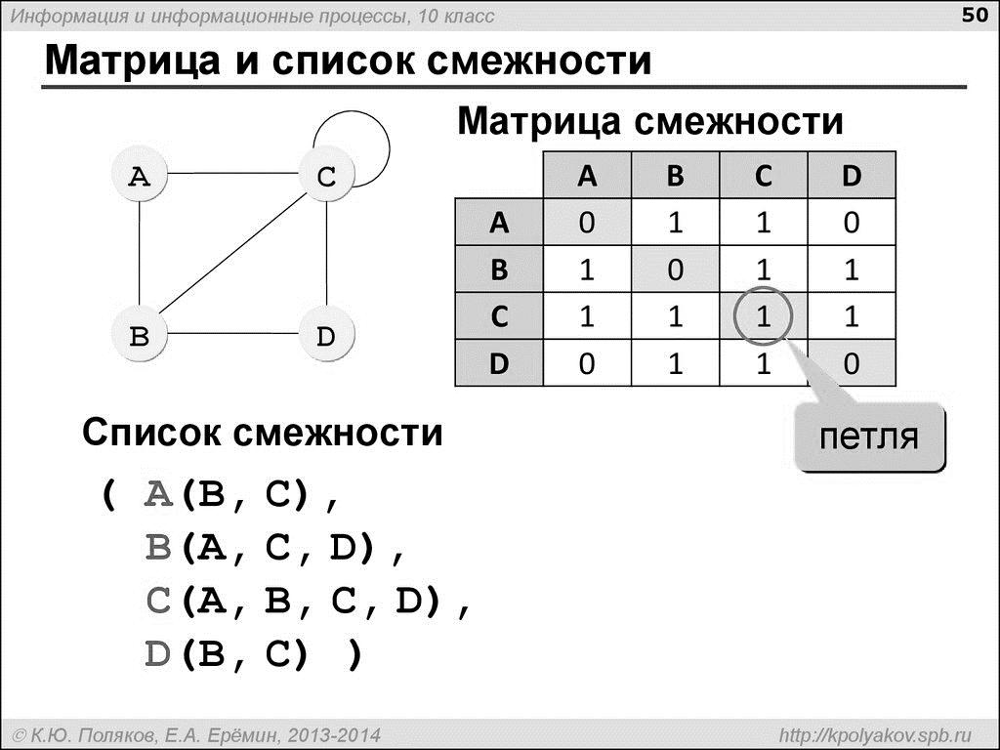 Информация и информационные процессы, 10 класс
50
Матрица и список смежности
A
C
B
D
Матрица смежности
A B C D
A 0 1 1 0
B 1 0 1 1
C 1 1 1 1
D 0 1 1 0
петля
Список смежности
( A(B, C),
B(A, C, D),
C(A, B, C, D),
D(B, C) )
© К.Ю. Поляков, Е.А. Ерёмин, 2013-2014
http://kpolyakov.spb.ru